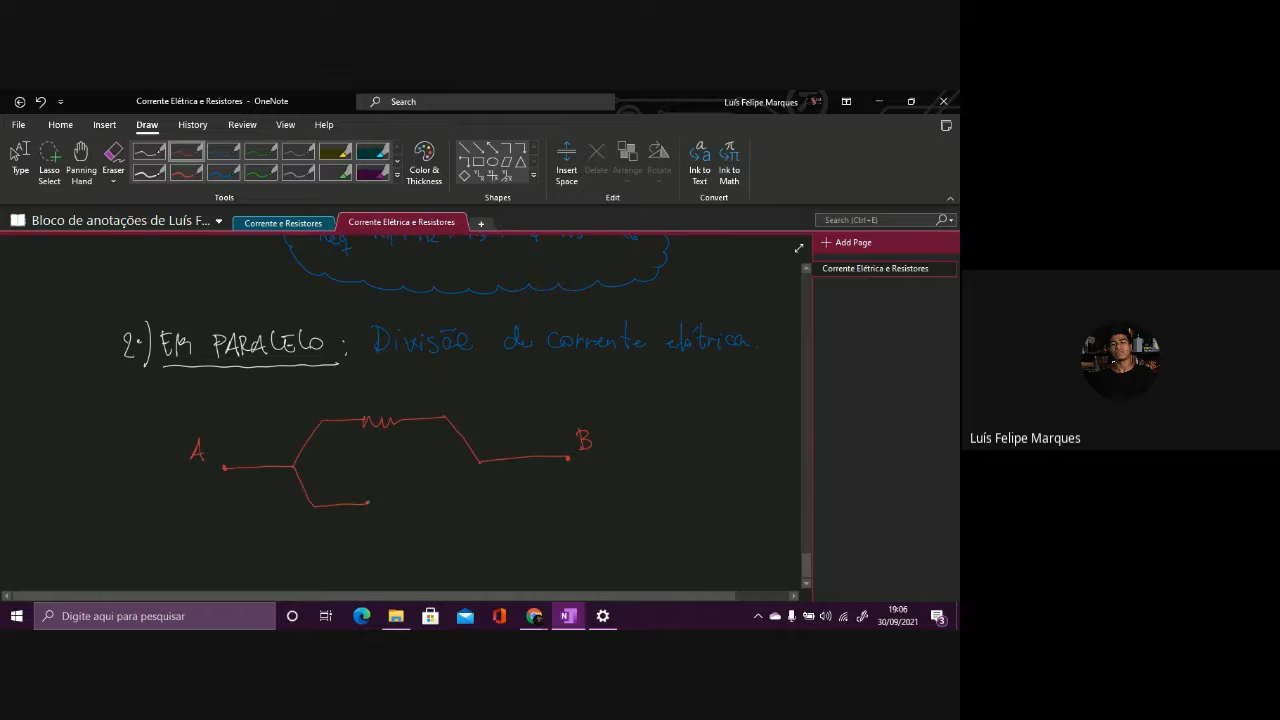 Corrente Elétrica e Resistores - OneNote
Search
Luís Felipe Marques
File Home Insert Draw History Review View Help
Type
Lasso Select
Panning Hand
Eraser
Color & Thickness
Insert Space
Delete
Arrange
Rotate
Ink to Text
Ink to Math
Tools
Shapes
Edit
Convert
Bloco de anotações de Luís F...
Corrente e Resistores
Corrente Elétrica e Resistores
+
Search (Ctrl+E)
Add Page
Corrente Elétrica e Resistores
Req
2º) EM PARALELO : Divisão de corrente elétrica.
A
B
Luís Felipe Marques
Digite aqui para pesquisar
19:06
30/09/2021
3